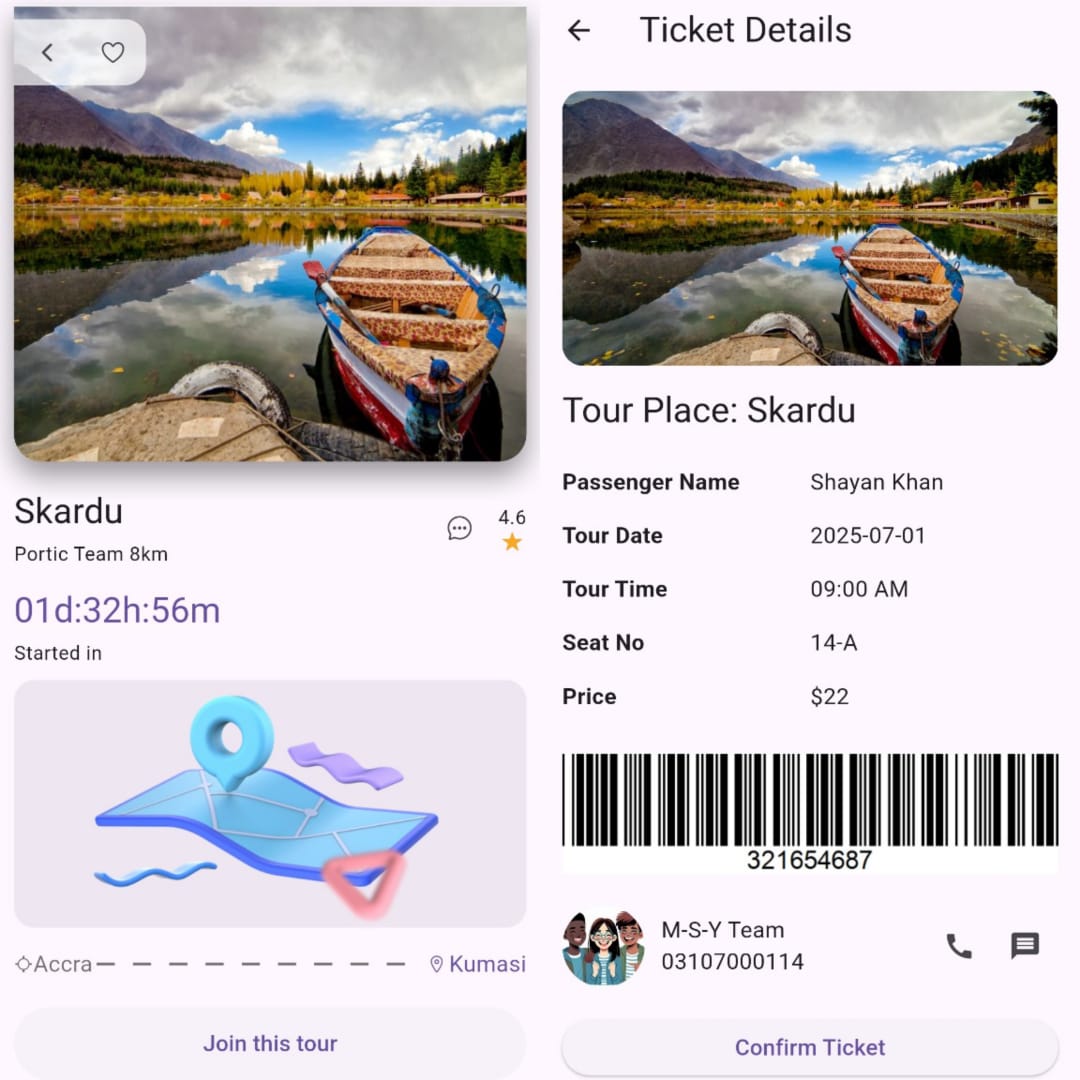 Skardu
4.6
Portic Team 8km
01d:32h:56m
Started in
Accra
Kumasi
Join this tour
Ticket Details
Tour Place: Skardu
Passenger Name Shayan Khan
Tour Date 2025-07-01
Tour Time 09:00 AM
Seat No 14-A
Price $22
321654687
M-S-Y Team
03107000114
Confirm Ticket